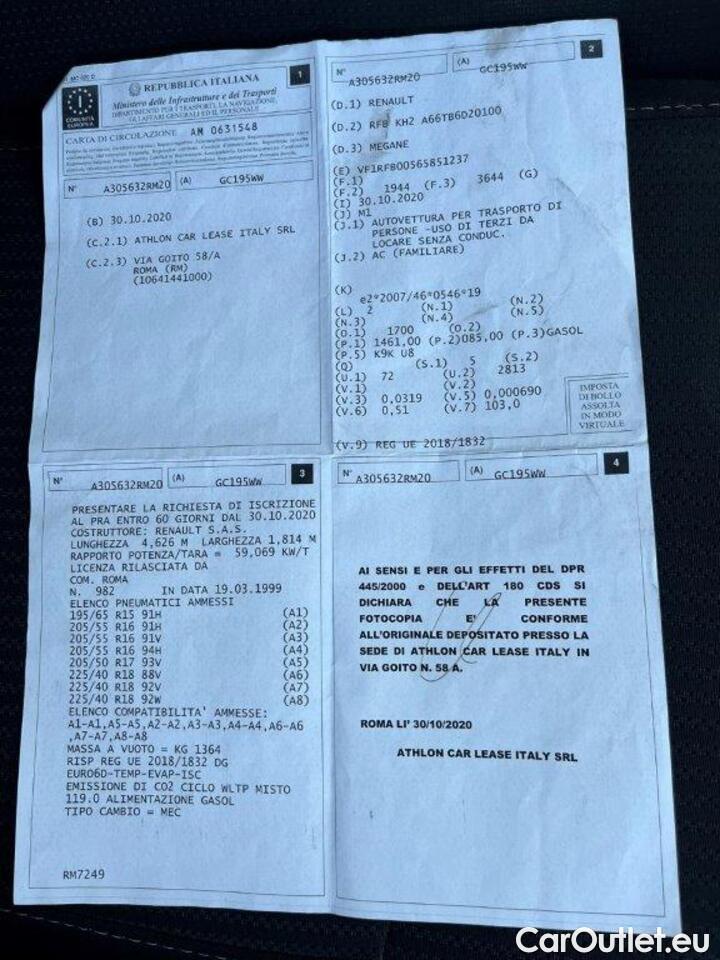 MC 820 D
I
COMUNITÀ
EUROPEA
REPUBBLICA ITALIANA
1
Ministero delle Infrastrutture e dei Trasporti
DIPARTIMENTO PER I TRASPORTI, LA NAVIGAZIONE,
GLI AFFARI GENERALI ED IL PERSONALE
CARTA DI CIRCOLAZIONE AM 0631548
N° A305632RM20 (A) GC195WW
(B) 30.10.2020
(C.2.1) ATHLON CAR LEASE ITALY SRL
(C.2.3) VIA GOITO 58/A
ROMA (RM)
(10641441000)
N° A305632RM20 (A) GC195WW
2
(D.1) RENAULT
(D.2) RFB KH2 A66TB6D20100
(D.3) MEGANE
(E) VF1RFB00565851237
(F.1)
(F.2) 1944 (F.3) 3644 (G)
(I) 30.10.2020
(J) M1
(J.1) AUTOVETTURA PER TRASPORTO DI
PERSONE -USO DI TERZI DA
LOCARE SENZA CONDUC.
(J.2) AC (FAMILIARE)
(K)
e2*2007/46*0546*19
(L) 2 (N.1) (N.2)
(N.3) (N.4) (N.5)
(O.1) 1700 (O.2)
(P.1) 1461,00 (P.2)085,00 (P.3)GASOL
(P.5) K9K U8
(Q) (S.1) 5 (S.2)
(U.1) 72 (U.2) 2813
(V.1) (V.2)
(V.3) 0,0319 (V.5) 0,000690
(V.6) 0,51 (V.7) 103,0
(V.9) REG UE 2018/1832
IMPOSTA
DI BOLLO
ASSOLTA
IN MODO
VIRTUALE
N° A305632RM20 (A) GC195WW
3
PRESENTARE LA RICHIESTA DI ISCRIZIONE
AL PRA ENTRO 60 GIORNI DAL 30.10.2020
COSTRUTTORE: RENAULT S.A.S.
LUNGHEZZA 4,626 M LARGHEZZA 1,814 M
RAPPORTO POTENZA/TARA = 59,069 KW/T
LICENZA RILASCIATA DA
COM. ROMA
N. 982 IN DATA 19.03.1999
ELENCO PNEUMATICI AMMESSI
195/65 R15 91H (A1)
205/55 R16 91H (A2)
205/55 R16 91V (A3)
205/55 R16 94H (A4)
205/50 R17 93V (A5)
225/40 R18 88V (A6)
225/40 R18 92V (A7)
225/40 R18 92W (A8)
ELENCO COMPATIBILITA' AMMESSE:
A1-A1,A5-A5,A2-A2,A3-A3,A4-A4,A6-A6
,A7-A7,A8-A8
MASSA A VUOTO = KG 1364
RISP REG UE 2018/1832 DG
EURO6D-TEMP-EVAP-ISC
EMISSIONE DI CO2 CICLO WLTP MISTO
119.0 ALIMENTAZIONE GASOL
TIPO CAMBIO = MEC
RM7249
N° A305632RM20 (A) GC195WW
4
AI SENSI E PER GLI EFFETTI DEL DPR
445/2000 e DELL'ART 180 CDS SI
DICHIARA CHE LA PRESENTE
FOTOCOPIA E' CONFORME
ALL'ORIGINALE DEPOSITATO PRESSO LA
SEDE DI ATHLON CAR LEASE ITALY IN
VIA GOITO N. 58 A.
ROMA LI' 30/10/2020
ATHLON CAR LEASE ITALY SRL
CarOutlet.eu